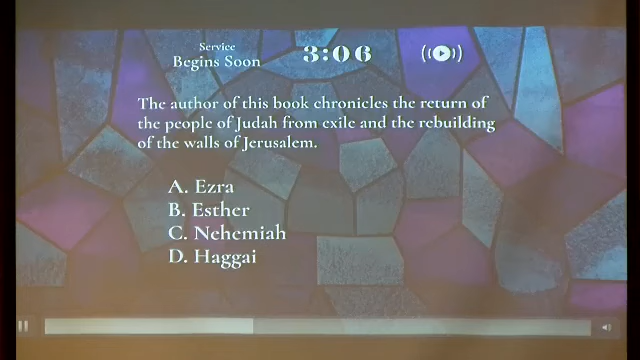 Service
Begins Soon
3:06
The author of this book chronicles the return of
the people of Judah from exile and the rebuilding
of the walls of Jerusalem.
A. Ezra
B. Esther
C. Nehemiah
D. Haggai